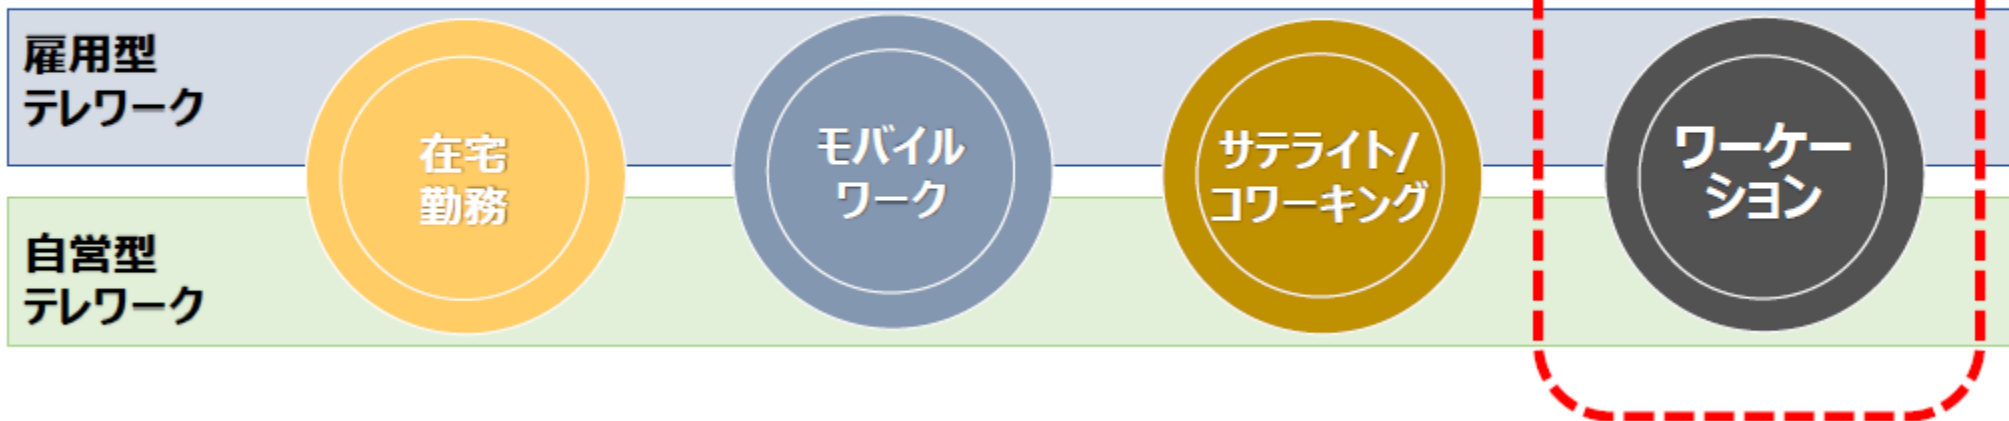 雇用型
テレワーク
在宅
勤務
モバイル
ワーク
サテライト/
コワーキング
ワーケー
ション
自営型
テレワーク